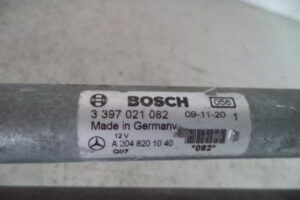 BOSCH 056
3 397 021 082 09-11-20 1
Made in Germany
12 V
A 204 820 10 40
Q07 *082*